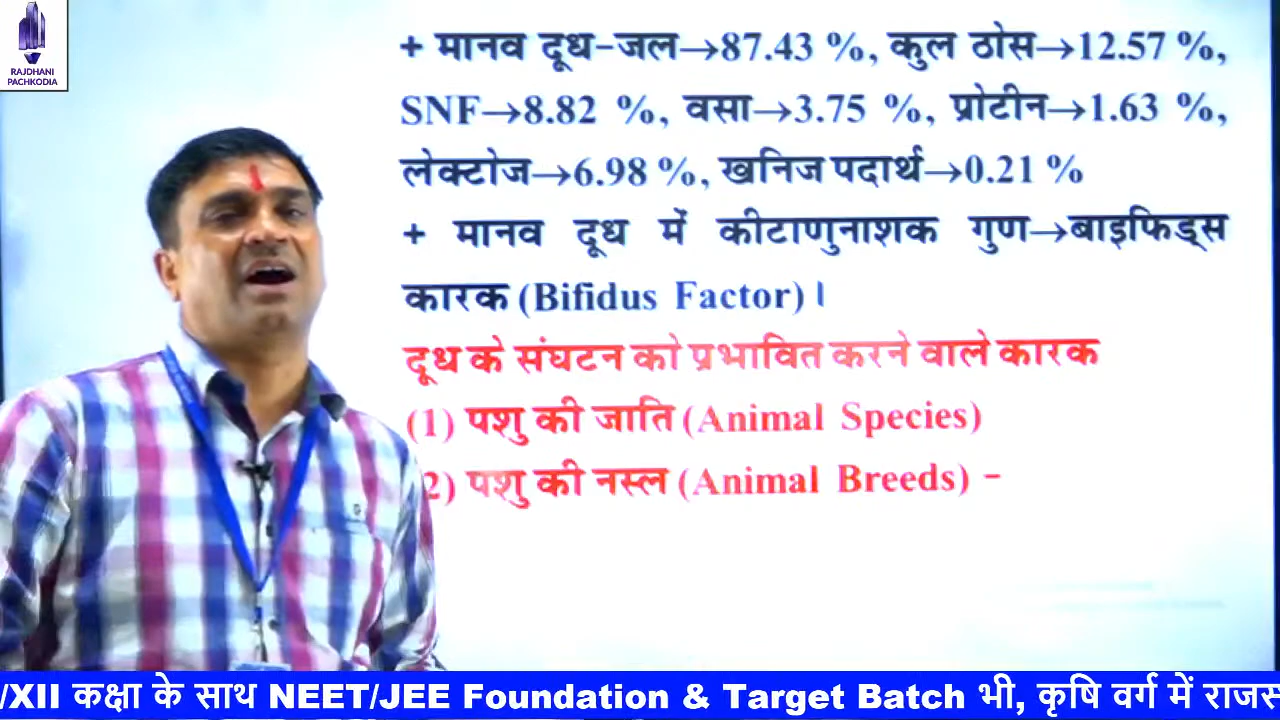 RAJDHANI
PACHKODIA
+ मानव दूध-जल→87.43 %, कुल ठोस→12.57 %,
SNF→8.82 %, वसा→3.75 %, प्रोटीन→1.63 %,
लेक्टोज→6.98 %, खनिज पदार्थ→0.21 %
+ मानव दूध में कीटाणुनाशक गुण→बाइफिड्स
कारक (Bifidus Factor)।
दूध के संघटन को प्रभावित करने वाले कारक
(1) पशु की जाति (Animal Species)
2) पशु की नस्ल (Animal Breeds) -
/XII कक्षा के साथ NEET/JEE Foundation & Target Batch भी, कृषि वर्ग में राजस